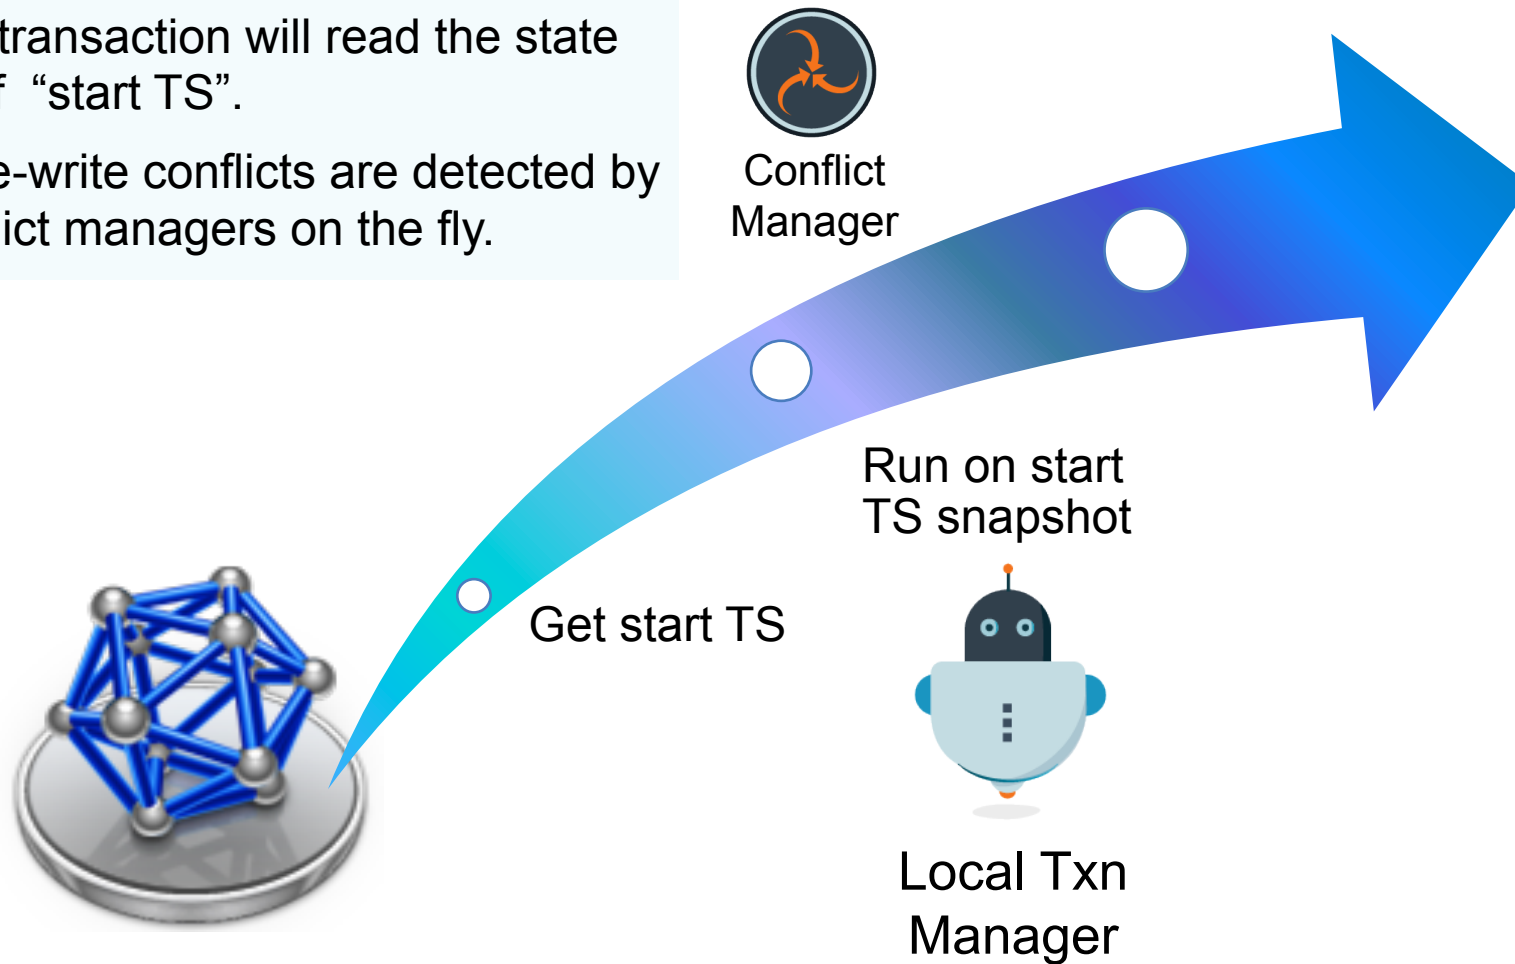 transaction will read the state
“start TS”.
e-write conflicts are detected by
ict managers on the fly.
Conflict
Manager
Run on start
TS snapshot
Get start TS
Local Txn
Manager